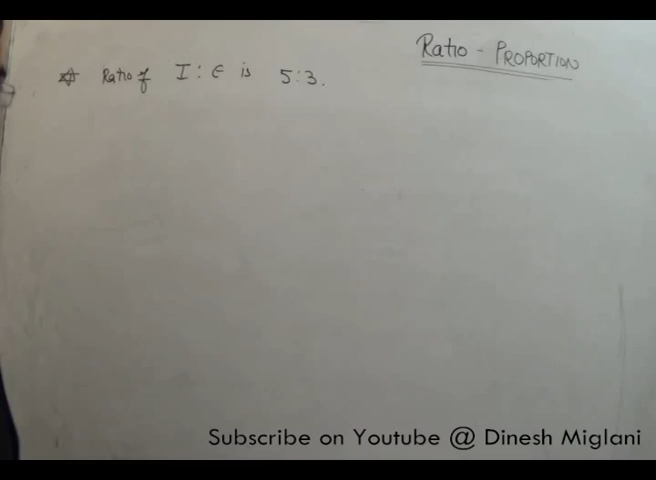 Ratio - PROPORTION
☆ Ratio of I : E is 5:3.
Subscribe on Youtube @ Dinesh Miglani